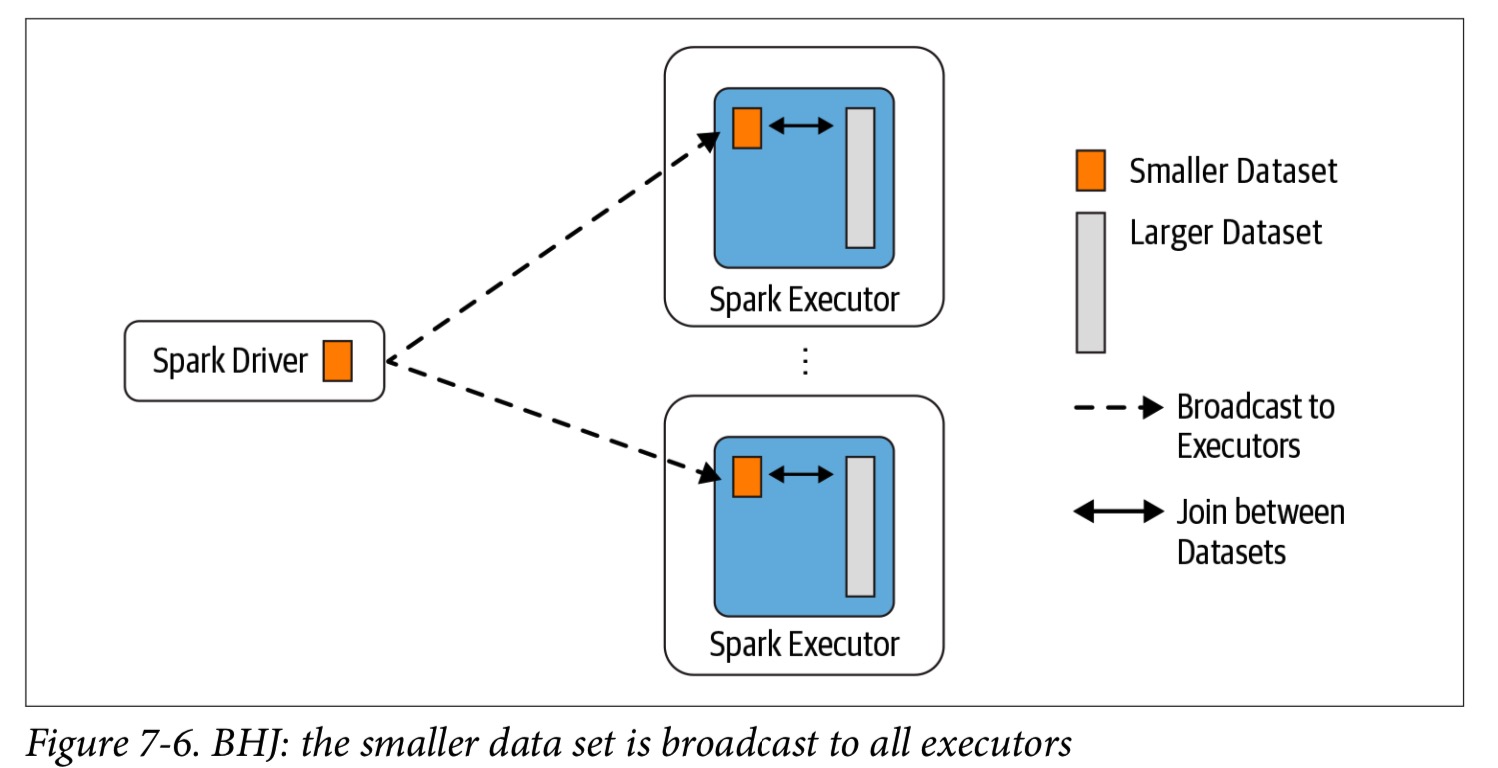 Spark Executor
Spark Driver
⋮
Spark Executor
Smaller Dataset
Larger Dataset
Broadcast to
Executors
Join between
Datasets
Figure 7-6. BHJ: the smaller data set is broadcast to all executors